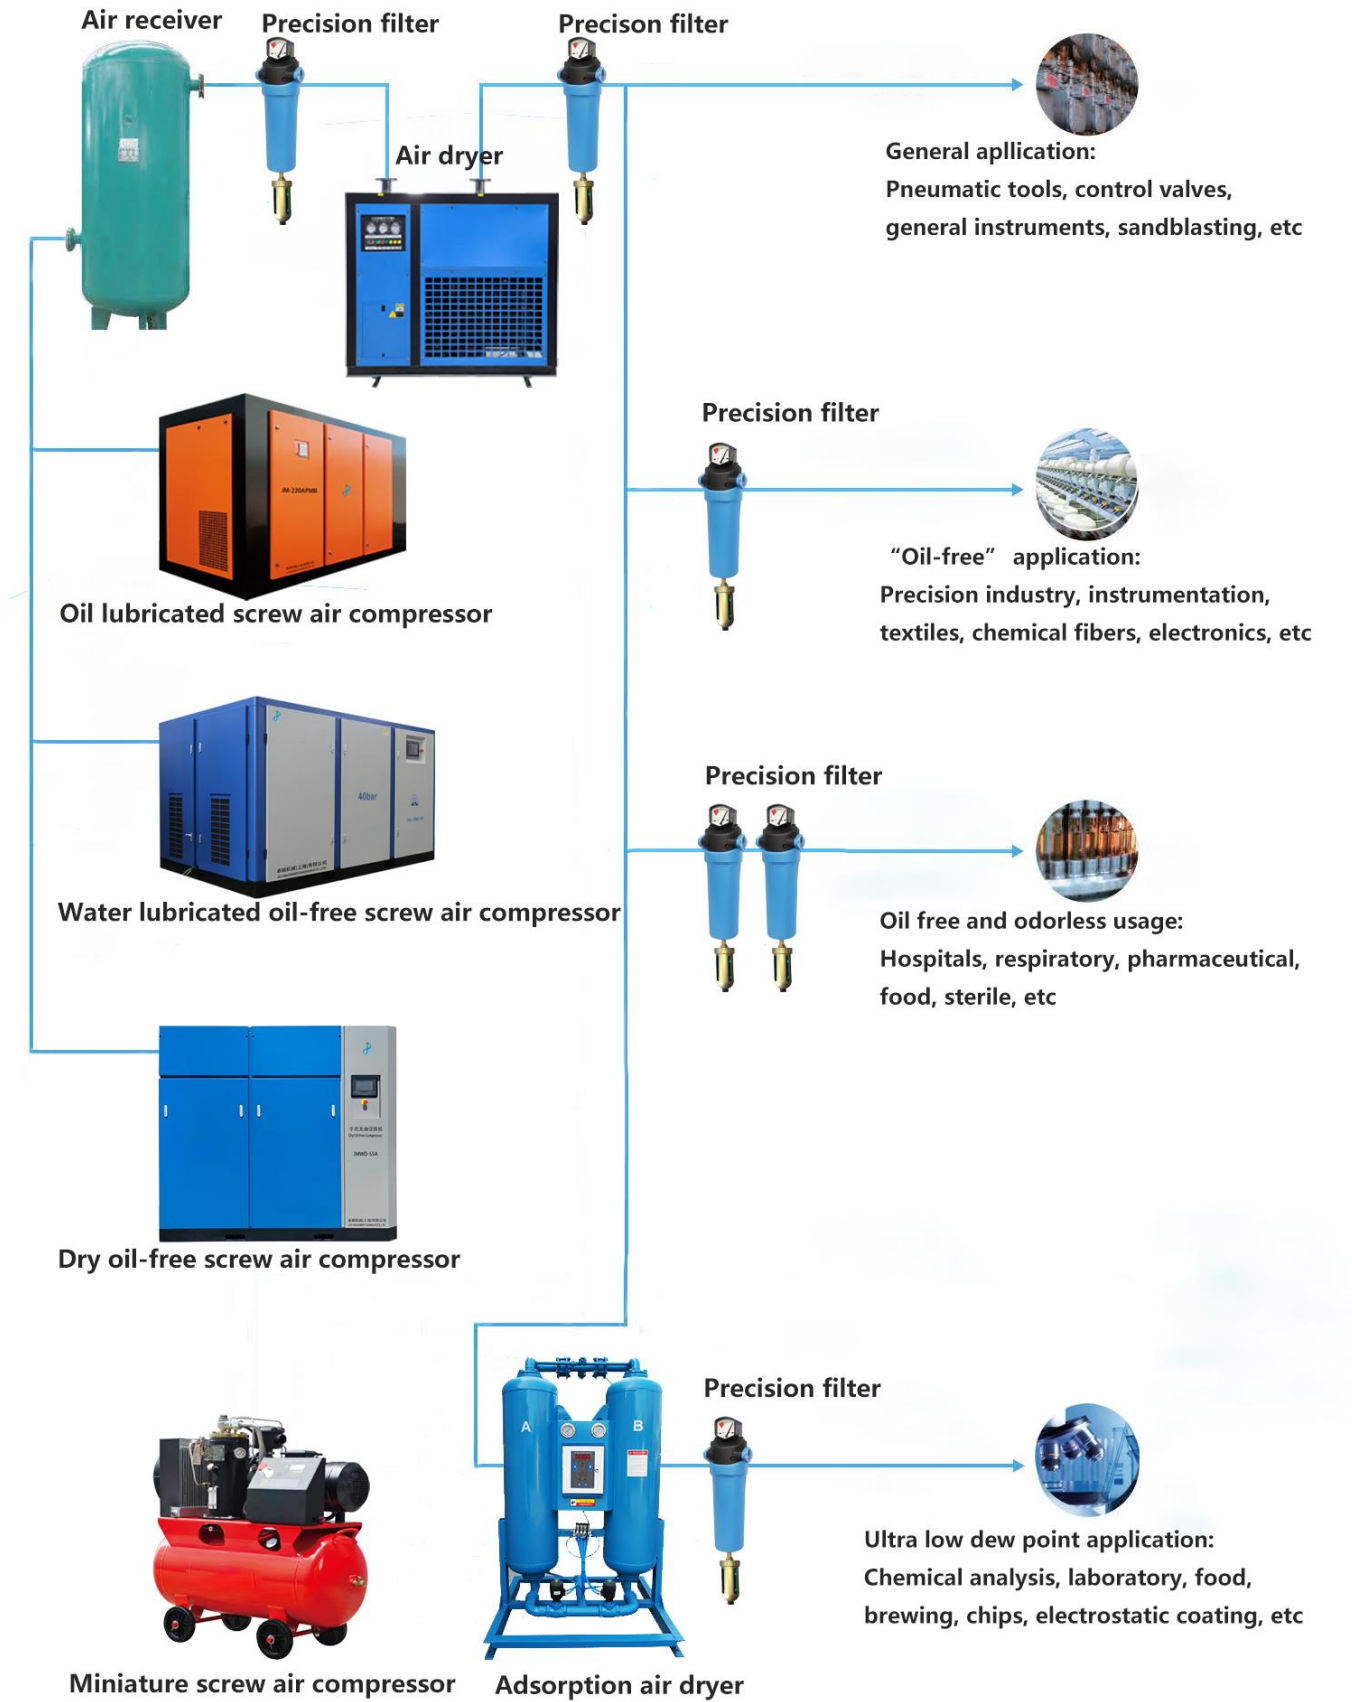 Air receiver
Precision filter
Precison filter
Air dryer
General apllication:
Pneumatic tools, control valves,
general instruments, sandblasting, etc
JM-220APMB
Oil lubricated screw air compressor
Precision filter
“Oil-free” application:
Precision industry, instrumentation,
textiles, chemical fibers, electronics, etc
40bar
Water lubricated oil-free screw air compressor
Precision filter
Oil free and odorless usage:
Hospitals, respiratory, pharmaceutical,
food, sterile, etc
Dry oil-free screw air compressor
A
B
Precision filter
Ultra low dew point application:
Chemical analysis, laboratory, food,
brewing, chips, electrostatic coating, etc
Miniature screw air compressor
Adsorption air dryer